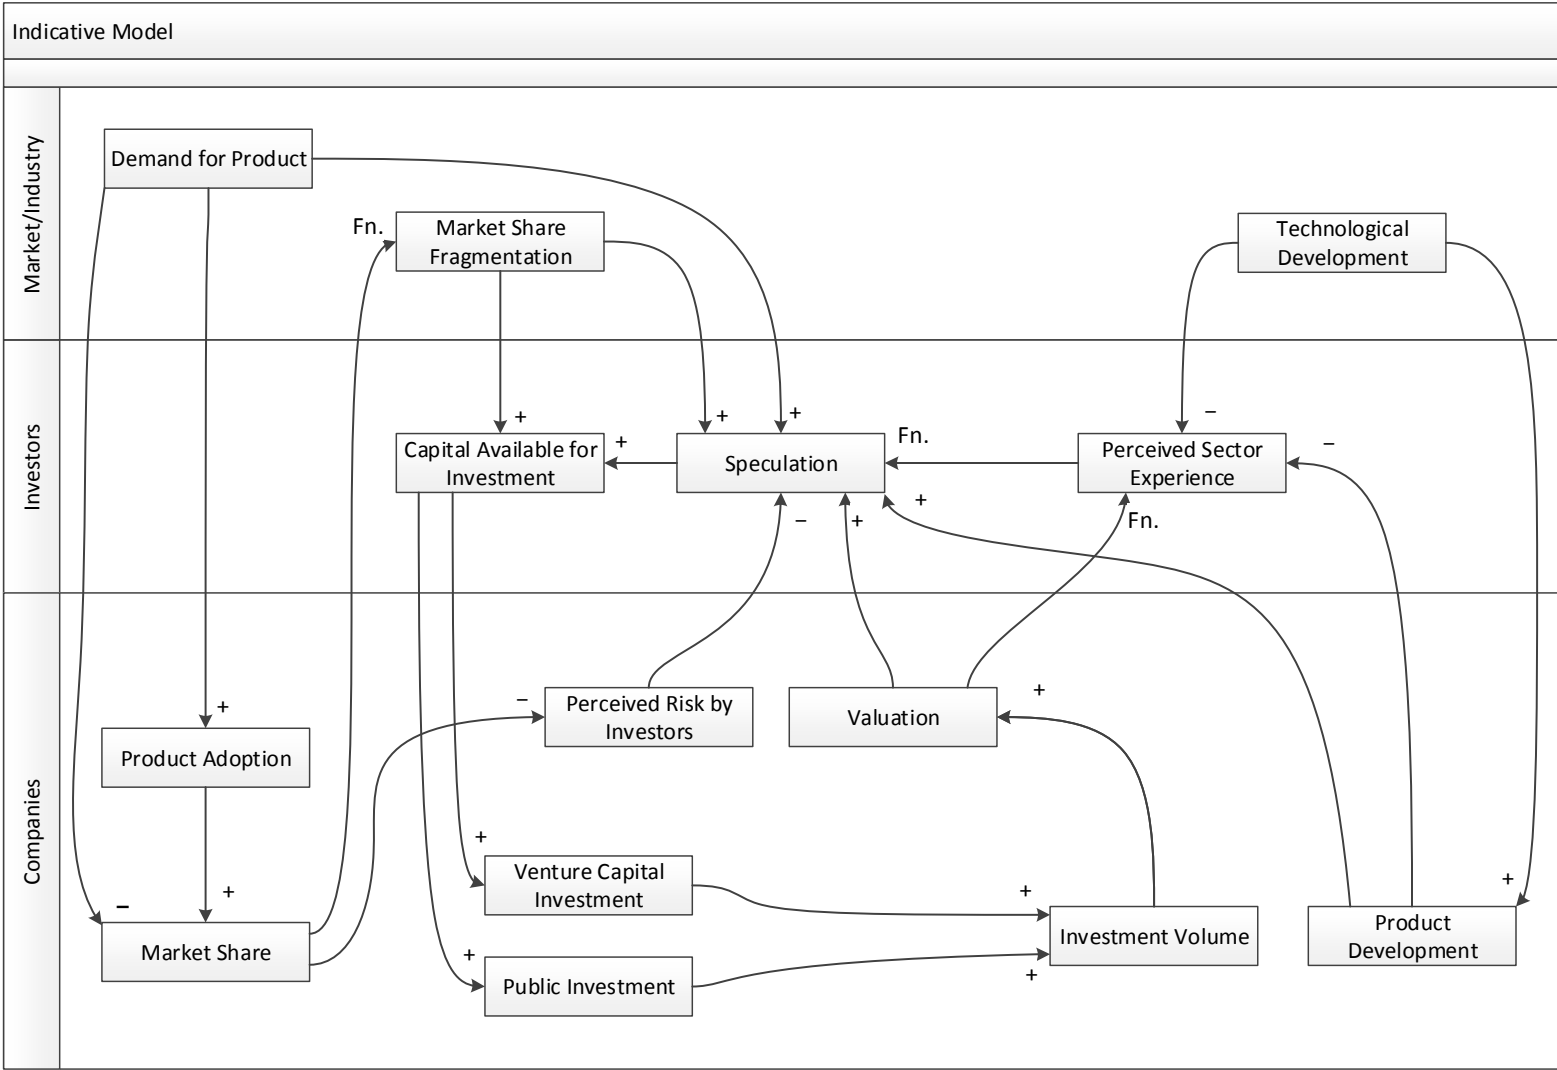 Indicative Model
Market/Industry
Demand for Product
Fn.
Market Share
Fragmentation
Technological
Development
Investors
+
+
+
+
–
Capital Available for
Investment
Speculation
Fn.
Perceived Sector
Experience
–
–
+
+
Fn.
Companies
+
Product Adoption
–
Perceived Risk by
Investors
Valuation
+
–
+
Market Share
+
Venture Capital
Investment
+
+
Public Investment
+
Investment Volume
+
Product
Development